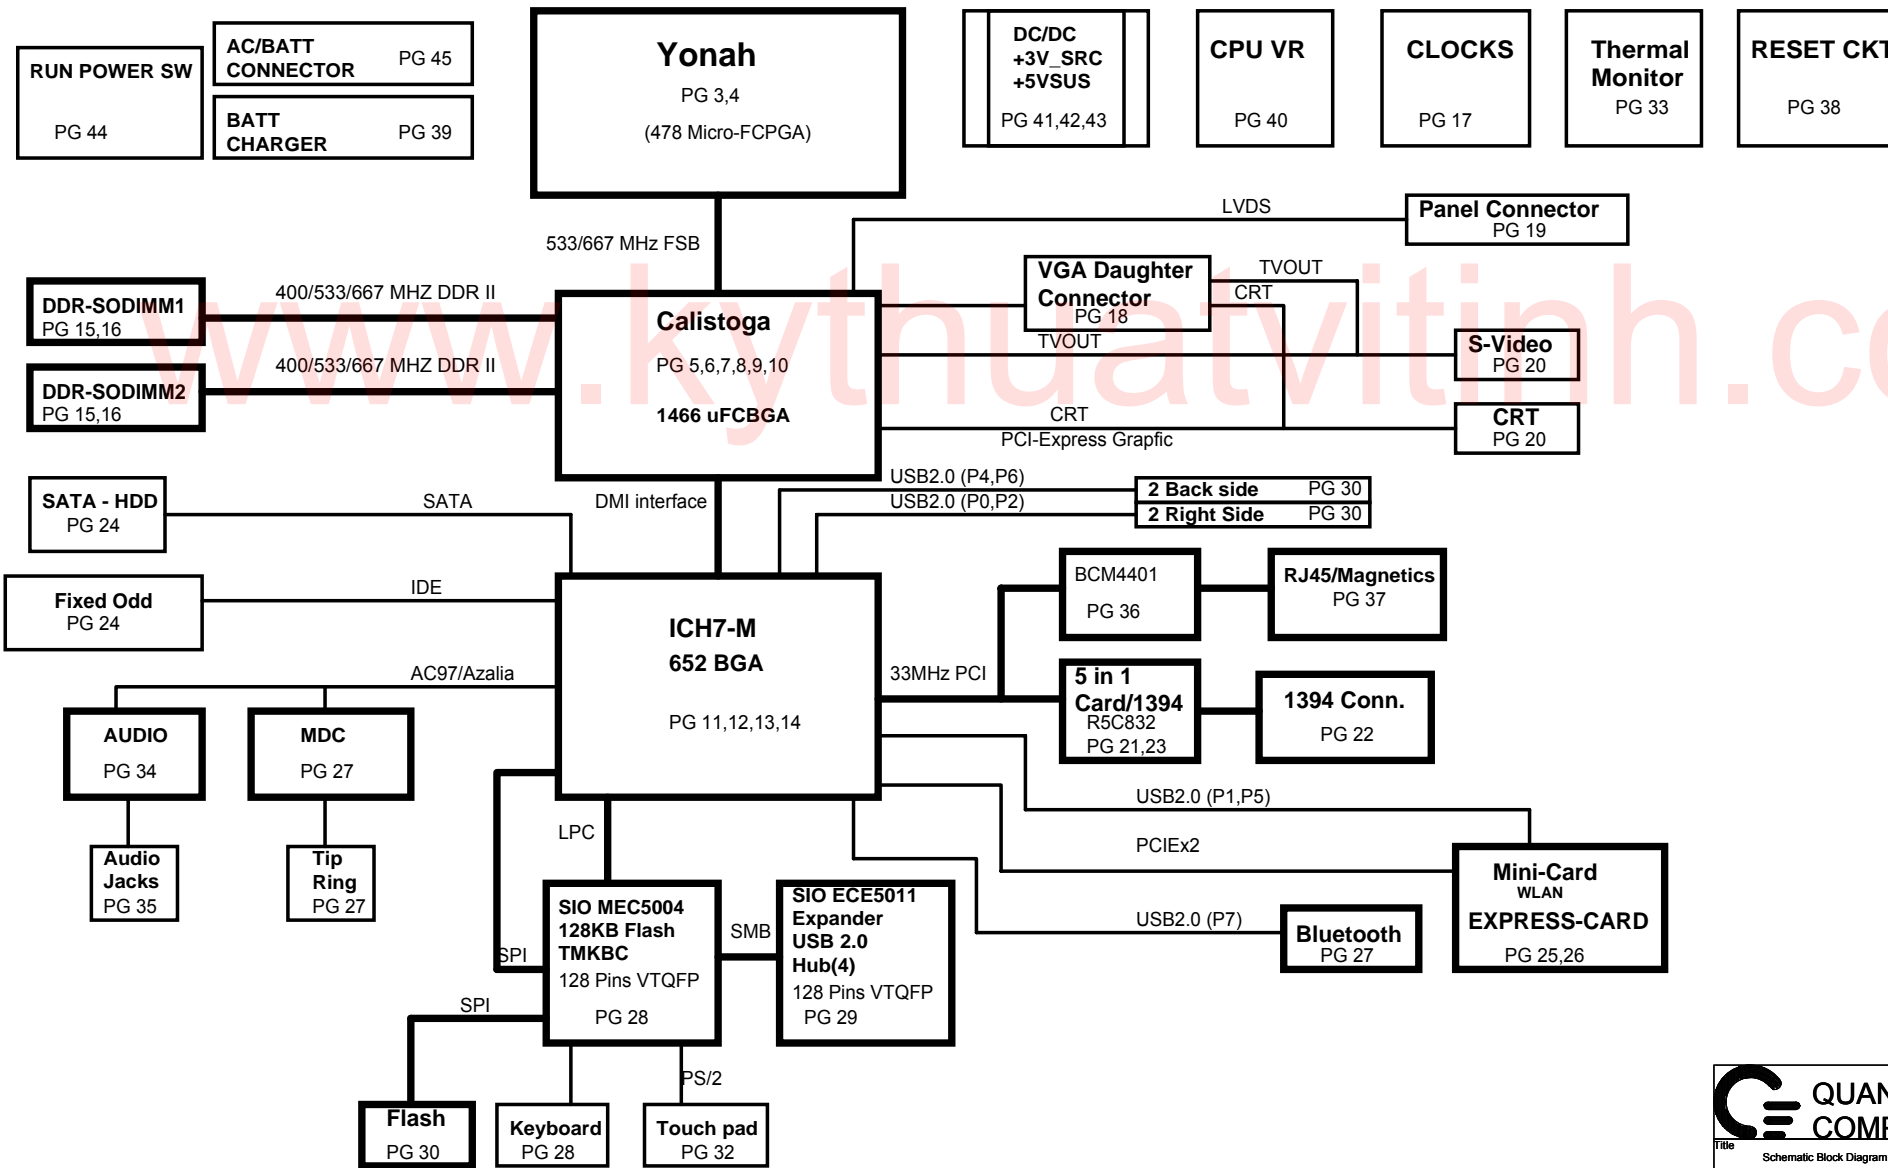 RUN POWER SW
PG 44
AC/BATT
CONNECTOR
PG 45
BATT
CHARGER
PG 39
Yonah
PG 3,4
(478 Micro-FCPGA)
DC/DC
+3V_SRC
+5VSUS
PG 41,42,43
CPU VR
PG 40
CLOCKS
PG 17
Thermal
Monitor
PG 33
RESET CKT
PG 38
533/667 MHz FSB
LVDS
Panel Connector
PG 19
DDR-SODIMM1
PG 15,16
400/533/667 MHZ DDR II
DDR-SODIMM2
PG 15,16
400/533/667 MHZ DDR II
Calistoga
PG 5,6,7,8,9,10
1466 uFCBGA
VGA Daughter
Connector
PG 18
TVOUT
CRT
TVOUT
S-Video
PG 20
CRT
PCI-Express Grapfic
CRT
PG 20
www.kythuatvitinh.co
SATA - HDD
PG 24
SATA
DMI interface
USB2.0 (P4,P6)
USB2.0 (P0,P2)
2 Back side PG 30
2 Right Side PG 30
Fixed Odd
PG 24
IDE
ICH7-M
652 BGA
PG 11,12,13,14
BCM4401
PG 36
RJ45/Magnetics
PG 37
33MHz PCI
5 in 1
Card/1394
R5C832
PG 21,23
1394 Conn.
PG 22
AC97/Azalia
AUDIO
PG 34
MDC
PG 27
Audio
Jacks
PG 35
Tip
Ring
PG 27
LPC
USB2.0 (P1,P5)
PCIEx2
Mini-Card
WLAN
EXPRESS-CARD
PG 25,26
USB2.0 (P7)
Bluetooth
PG 27
SPI
SIO MEC5004
128KB Flash
TMKBC
128 Pins VTQFP
PG 28
SMB
SIO ECE5011
Expander
USB 2.0
Hub(4)
128 Pins VTQFP
PG 29
SPI
PS/2
Flash
PG 30
Keyboard
PG 28
Touch pad
PG 32
QUAN
COMP
Title
Schematic Block Diagram